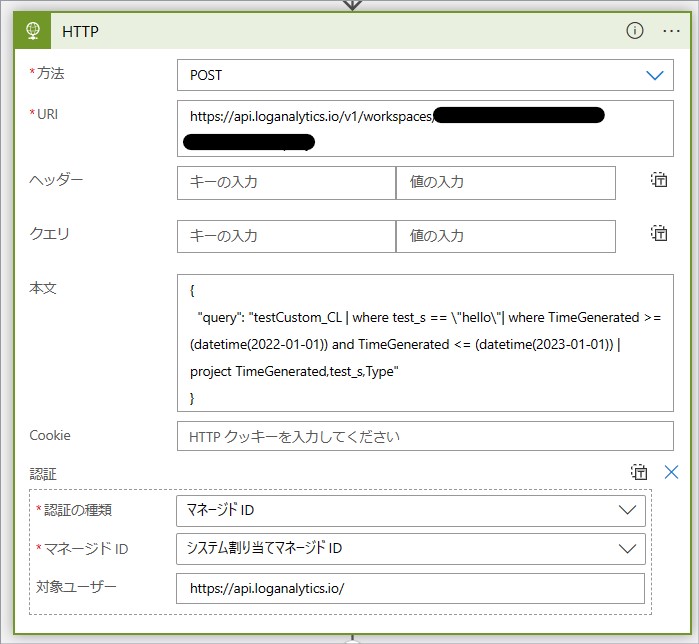 HTTP
*方法
POST
*URI
https://api.loganalytics.io/v1/workspaces/
ヘッダー
キーの入力
値の入力
クエリ
キーの入力
値の入力
本文
{
"query": "testCustom_CL | where test_s == \"hello\"| where TimeGenerated >=
(datetime(2022-01-01)) and TimeGenerated <= (datetime(2023-01-01)) |
project TimeGenerated,test_s,Type"
}
Cookie
HTTP クッキーを入力してください
認証
*認証の種類
マネージド ID
*マネージド ID
システム割り当てマネージド ID
対象ユーザー
https://api.loganalytics.io/